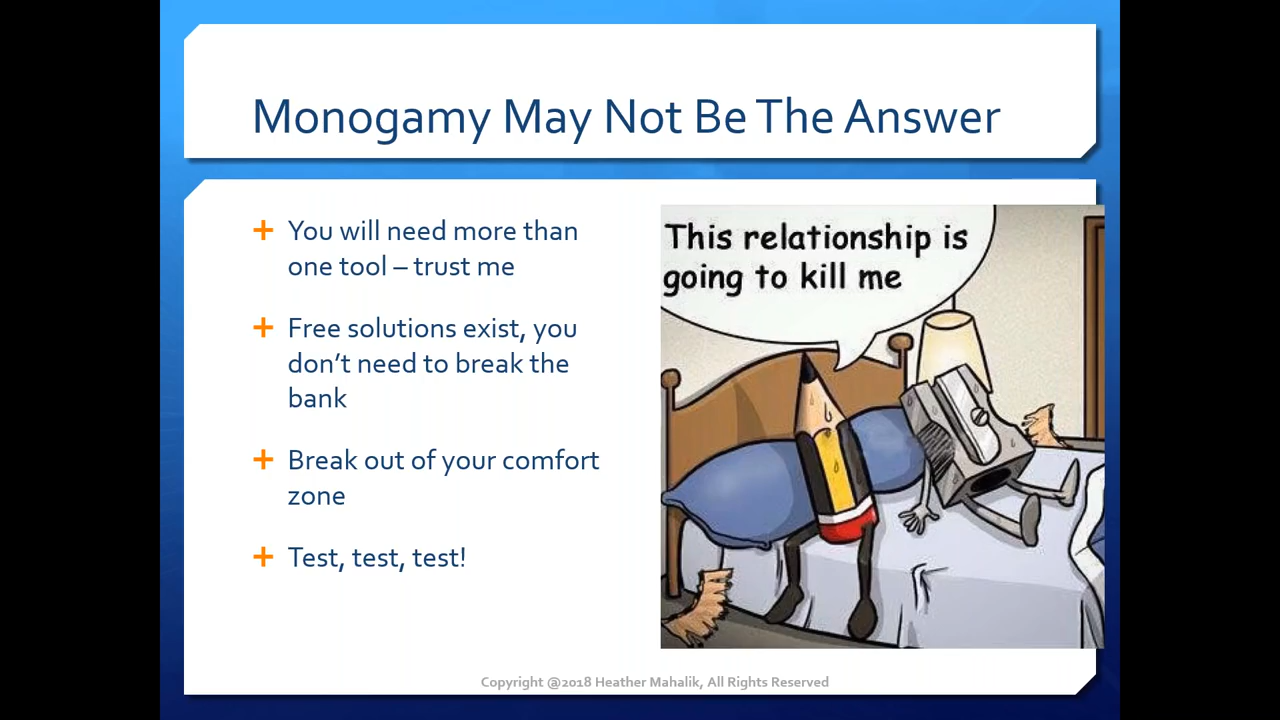 Monogamy May Not Be The Answer
You will need more than
one tool – trust me
Free solutions exist, you
don't need to break the
bank
Break out of your comfort
zone
Test, test, test!
This relationship is
going to kill me
Copyright @2018 Heather Mahalik, All Rights Reserved